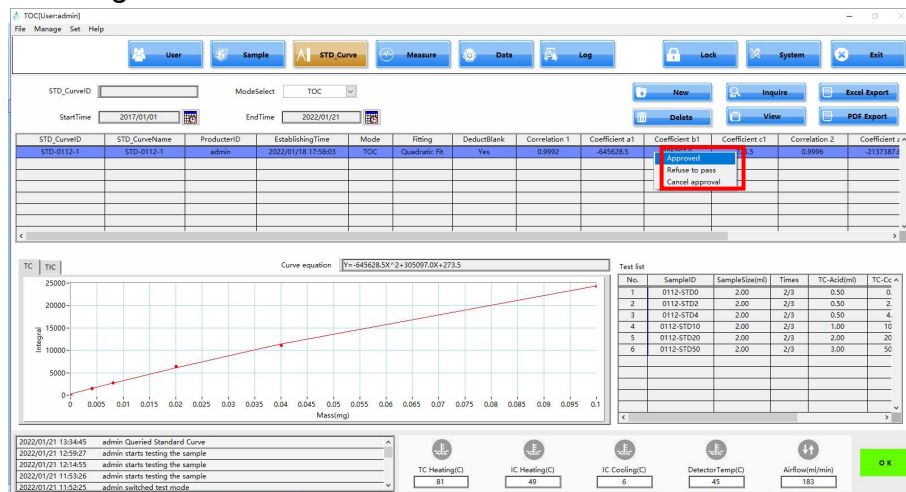 TOC[User:admin]
File Manage Set Help
User Sample STD_Curve Measure Data Log Lock System Exit
STD_CurveID ModeSelect TOC New Inquire Excel Export
StartTime 2017/01/01 EndTime 2022/01/21 Delete View PDF Export
STD_CurveID STD_CurveName ProducterID EstablishingTime Mode Fitting DeductBlank Correlation 1 Coefficient a1 Coefficient b1 Coefficient c1 Correlation 2 Coefficient
STD-0112-1 STD-0112-1 admin 2022/01/18 17:58:03 TOC Quadratic Fit Yes 0.9992 -645628.5 0.9996 -2137387.
Approved
Refuse to pass
Cancel approval
TC TIC Curve equation Y=-645628.5X^2+305097.0X+273.5 Test list
No. SampleID SampleSize(ml) Times TC-Acid(ml) TC-Cc
1 0112-STD0 2.00 2/3 0.50 0.
2 0112-STD2 2.00 2/3 0.50 2.
3 0112-STD4 2.00 2/3 0.50 4.
4 0112-STD10 2.00 2/3 1.00 10
5 0112-STD20 2.00 2/3 2.00 20
6 0112-STD50 2.00 2/3 3.00 50
25000
20000
15000
10000
5000
0
Integral
0 0.005 0.01 0.015 0.02 0.025 0.03 0.035 0.04 0.045 0.05 0.055 0.06 0.065 0.07 0.075 0.08 0.085 0.09 0.095 0.1
Mass(mg)
2022/01/21 13:34:45 admin Queried Standard Curve
2022/01/21 12:59:27 admin starts testing the sample
2022/01/21 12:14:55 admin starts testing the sample
2022/01/21 11:53:26 admin starts testing the sample
2022/01/21 11:52:25 admin switched test mode
TC Heating(C) IC Heating(C) IC Cooling(C) DetectorTemp(C) Airflow(ml/min)
81 49 6 45 183
O K